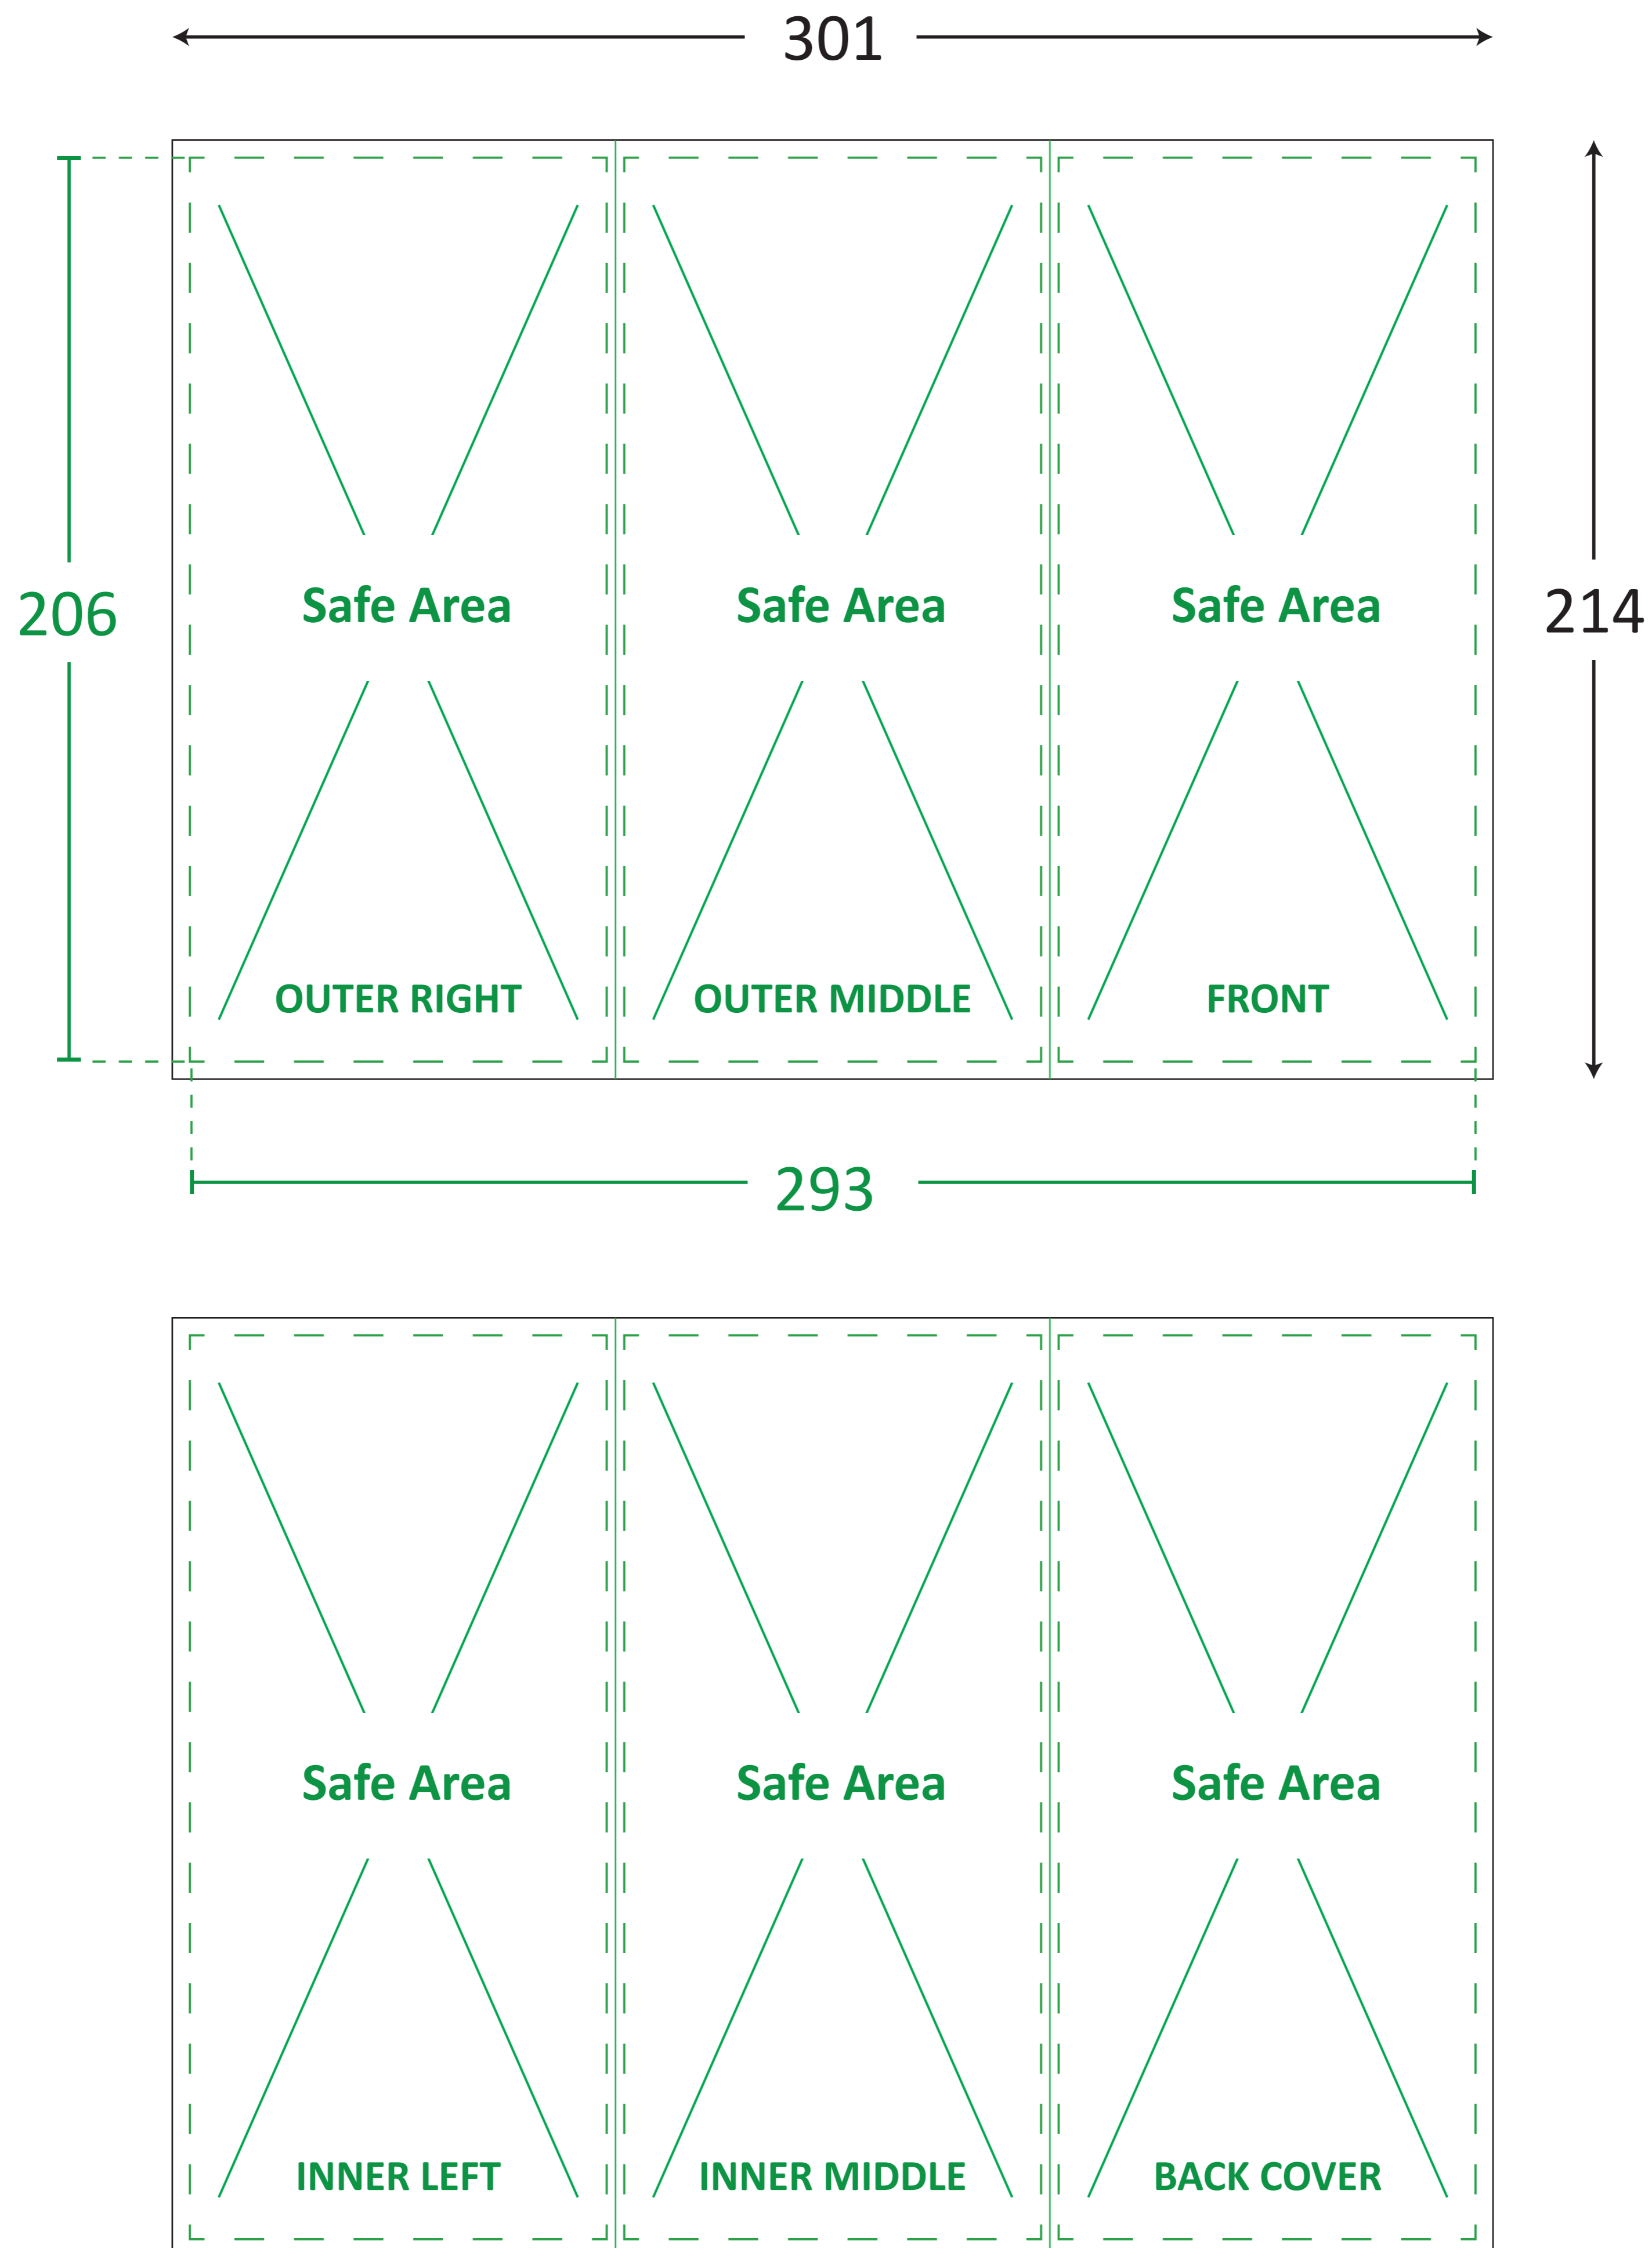 301
Safe Area
Safe Area
Safe Area
206
214
OUTER RIGHT
OUTER MIDDLE
FRONT
293
Safe Area
Safe Area
Safe Area
INNER LEFT
INNER MIDDLE
BACK COVER